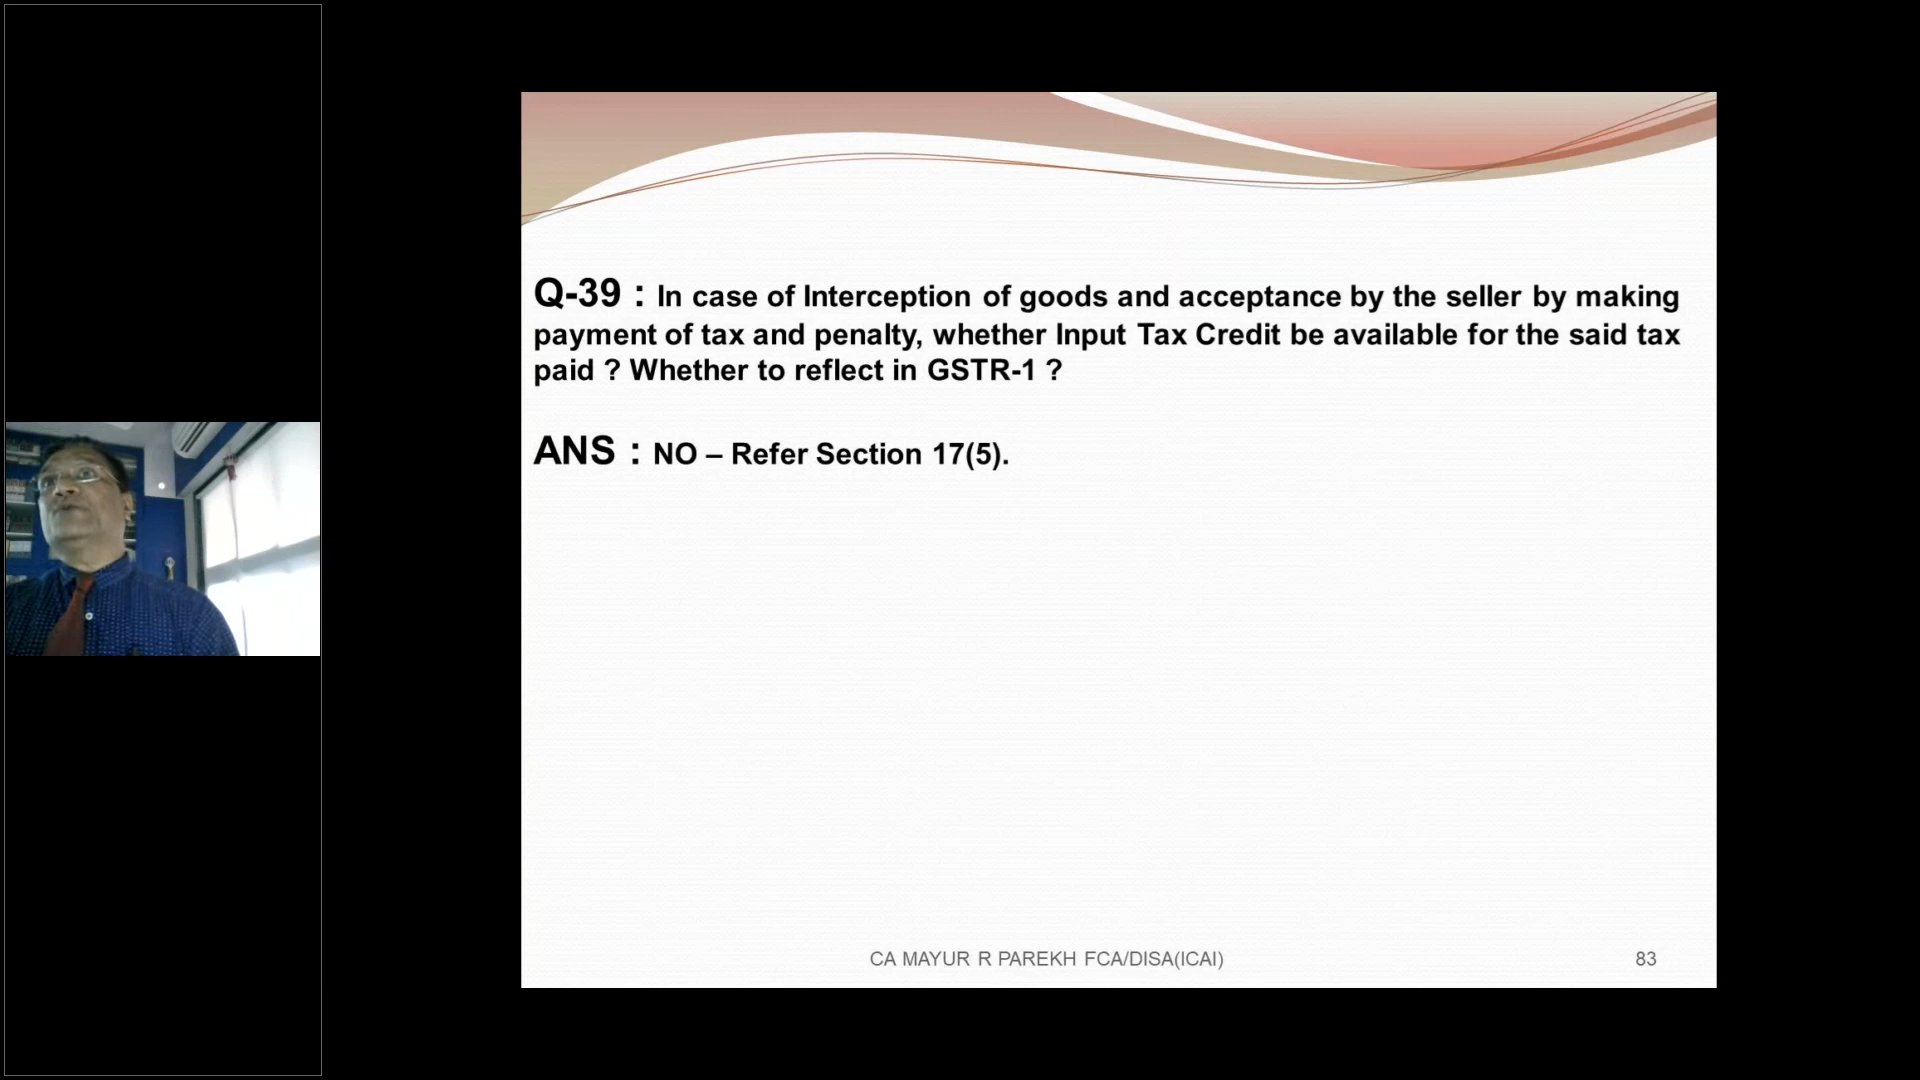 Q-39 : In case of Interception of goods and acceptance by the seller by making
payment of tax and penalty, whether Input Tax Credit be available for the said tax
paid ? Whether to reflect in GSTR-1 ?
ANS : NO – Refer Section 17(5).
CA MAYUR R PAREKH FCA/DISA(ICAI)
83